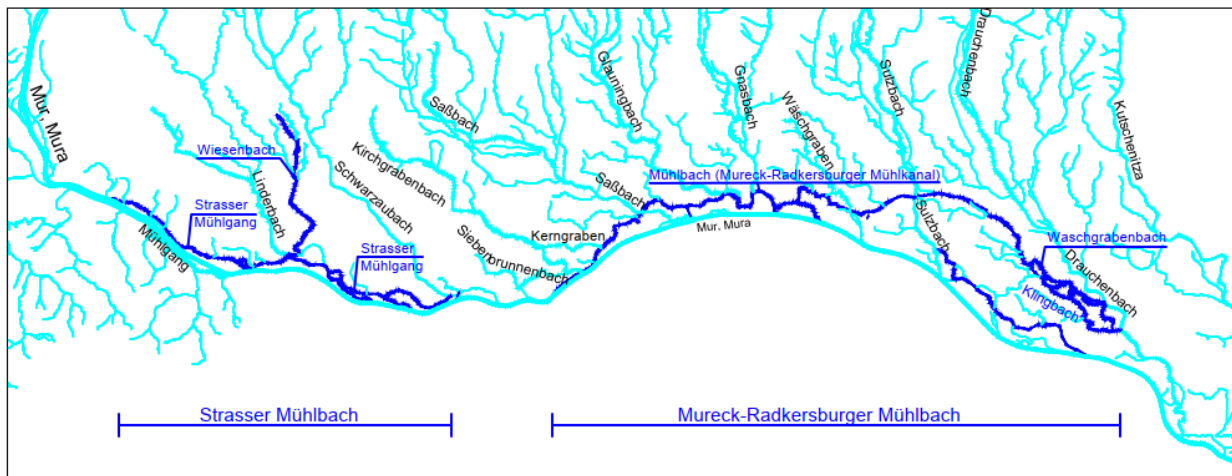 Mur. Mura
Wiesenbach
Linderbach
Strasser
Mühlgang
Mühlgang
Schwarzaubach
Kirchgrabenbach
Saßbach
Strasser
Mühlgang
Siebenbrunnenbach
Kerngraben
Saßbach
Glauningbach
Gnasbach
Wäschgraben
Mühlbach (Mureck-Radkersburger Mühlkanal)
Mur. Mura
Sulzbach
Sulzbach
Drauchenbach
Kutschenitza
Waschgrabenbach
Drauchenbach
Klingbach
Strasser Mühlbach
Mureck-Radkersburger Mühlbach